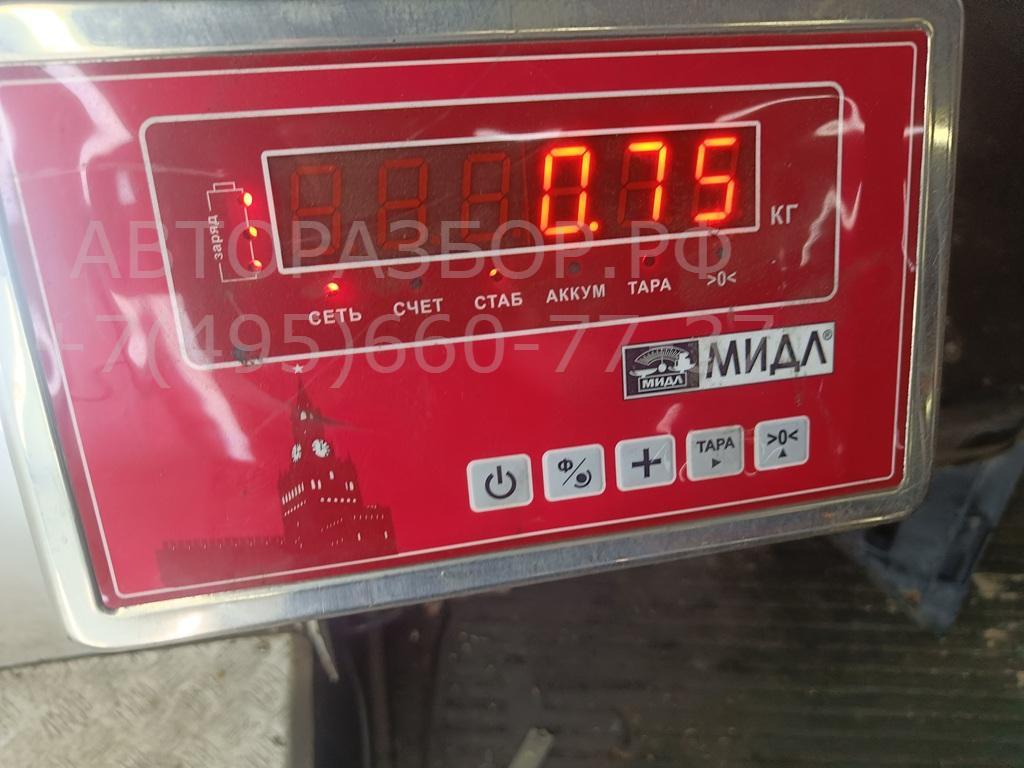 0.75
КГ
заряд
АВТОРАЗБОР.РФ
СЕТЬ СЧЕТ СТАБ АККУМ ТАРА >0<
+7(495)660-77-37
МИДЛ МИДЛ®
Ф ТАРА >0<